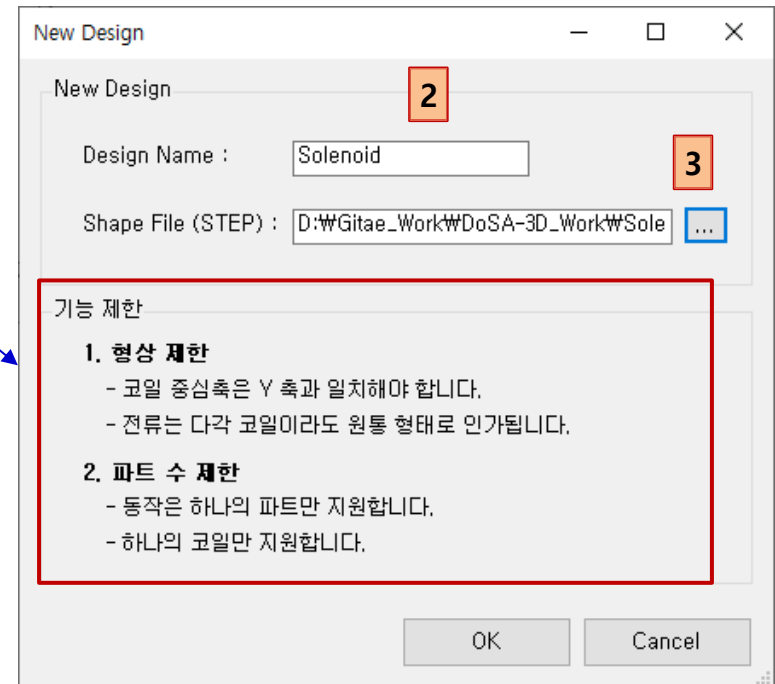 New Design
New Design
2
Design Name :
Solenoid
3
Shape File (STEP) :
D:₩Gitae_Work₩DoSA-3D_Work₩Sole
...
기능 제한
1. 형상 제한
- 코일 중심축은 Y 축과 일치해야 합니다.
- 전류는 다각 코일이라도 원통 형태로 인가됩니다.
2. 파트 수 제한
- 동작은 하나의 파트만 지원합니다.
- 하나의 코일만 지원합니다.
OK
Cancel